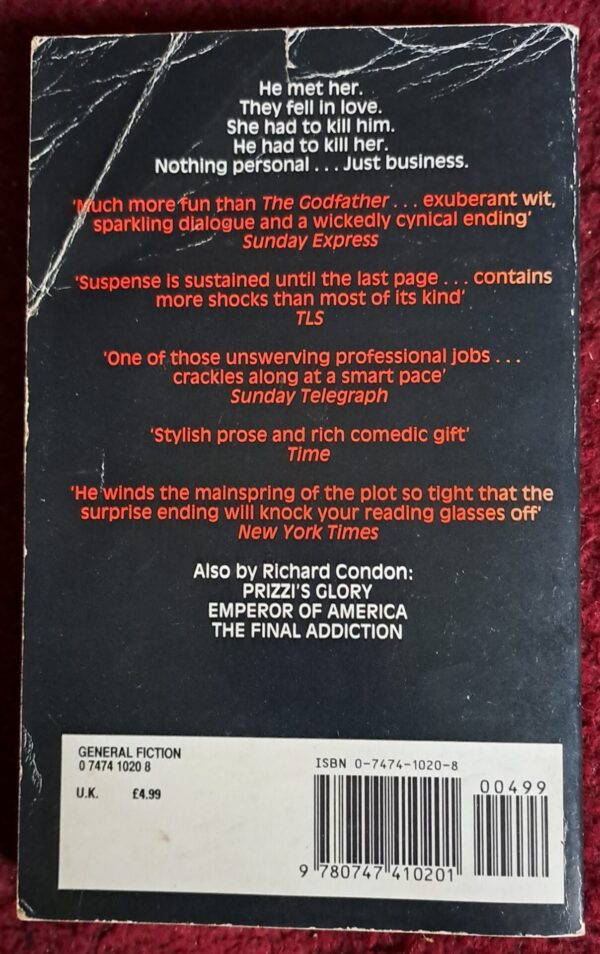 He met her.
They fell in love.
She had to kill him.
He had to kill her.
Nothing personal . . . Just business.
'Much more fun than The Godfather . . . exuberant wit,
sparkling dialogue and a wickedly cynical ending'
Sunday Express
'Suspense is sustained until the last page . . . contains
more shocks than most of its kind'
TLS
'One of those unswerving professional jobs . . .
crackles along at a smart pace'
Sunday Telegraph
'Stylish prose and rich comedic gift'
Time
'He winds the mainspring of the plot so tight that the
surprise ending will knock your reading glasses off'
New York Times
Also by Richard Condon:
PRIZZI'S GLORY
EMPEROR OF AMERICA
THE FINAL ADDICTION
GENERAL FICTION
0 7474 1020 8
U.K. £4.99
ISBN 0-7474-1020-8
00499
9 780747 410201